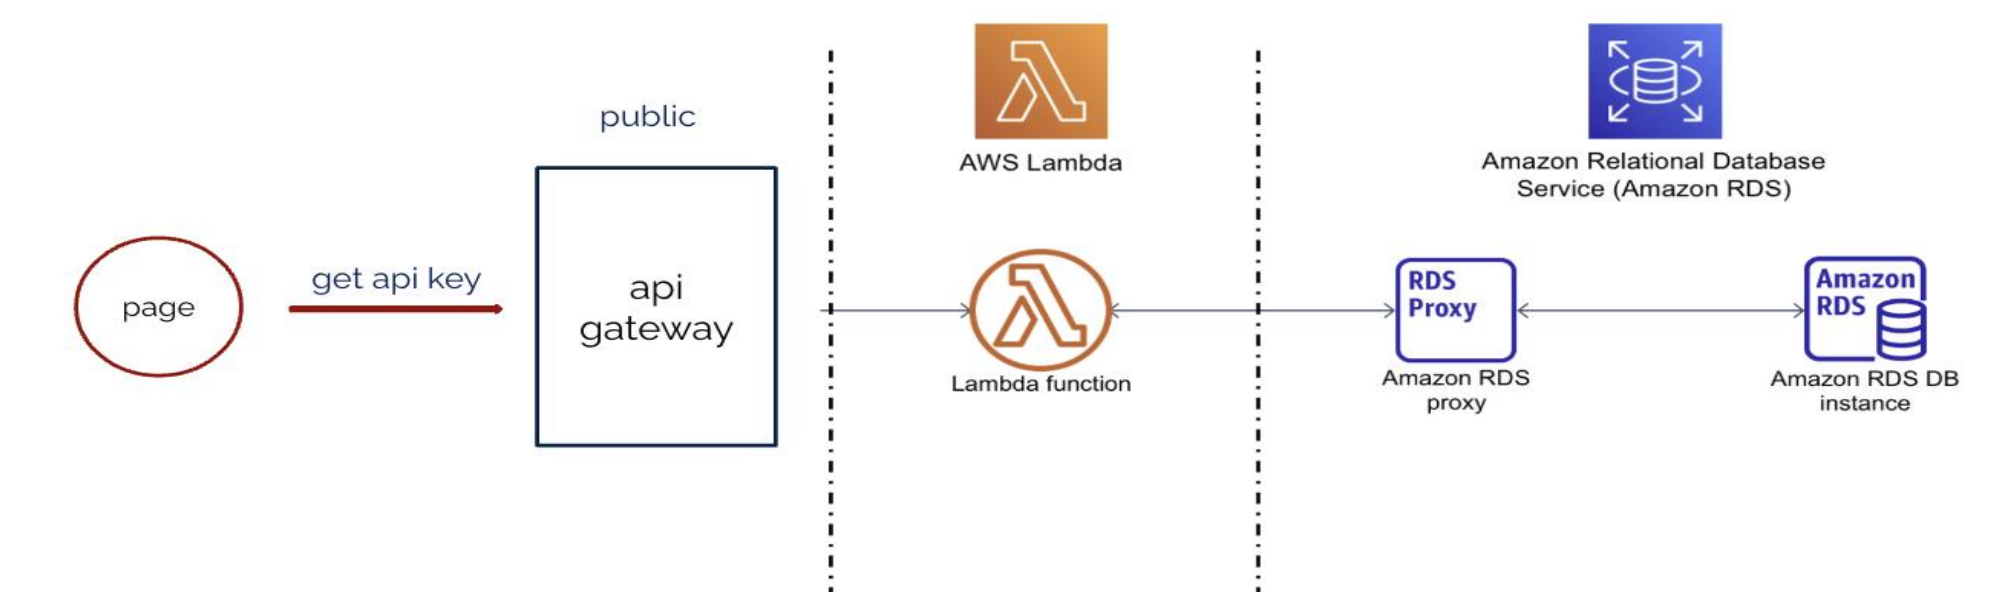 public
AWS Lambda
Amazon Relational Database
Service (Amazon RDS)
page
get api key
api
gateway
Lambda function
RDS
Proxy
Amazon RDS
proxy
Amazon
RDS
Amazon RDS DB
instance